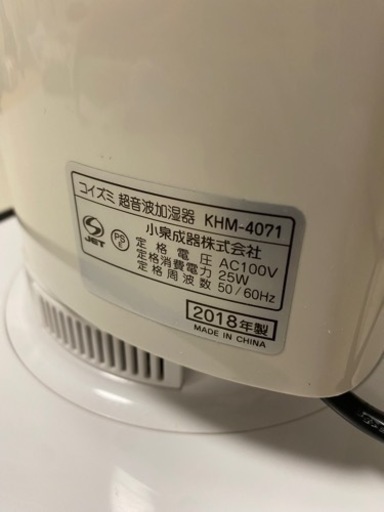 コイズミ 超音波加湿器 KHM-4071
小泉成器株式会社
定格電圧 AC100V
定格消費電力 25W
定格周波数 50/60Hz
JET
PS
E
2018年製
MADE IN CHINA